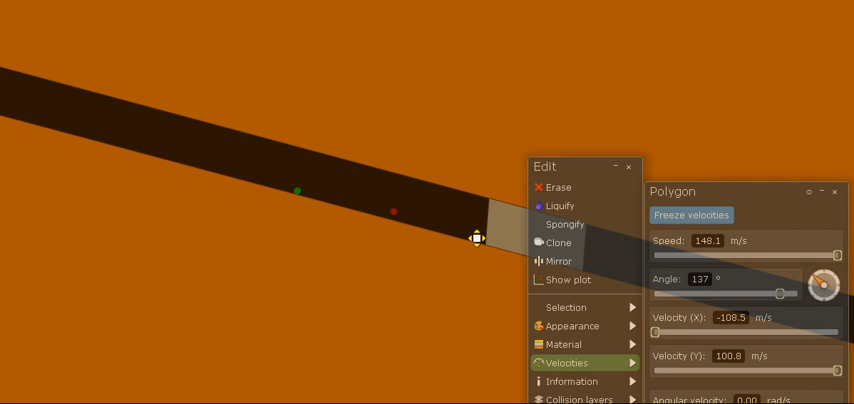 Edit
Erase
Liquify
Spongify
Clone
Mirror
Show plot
Selection
Appearance
Material
Velocities
Information
Collision layers
Polygon
Freeze velocities
Speed: 148.1 m/s
Angle: 137 °
Velocity (X): -108.5 m/s
Velocity (Y): 100.8 m/s
Angular velocity: 0.00 rad/s